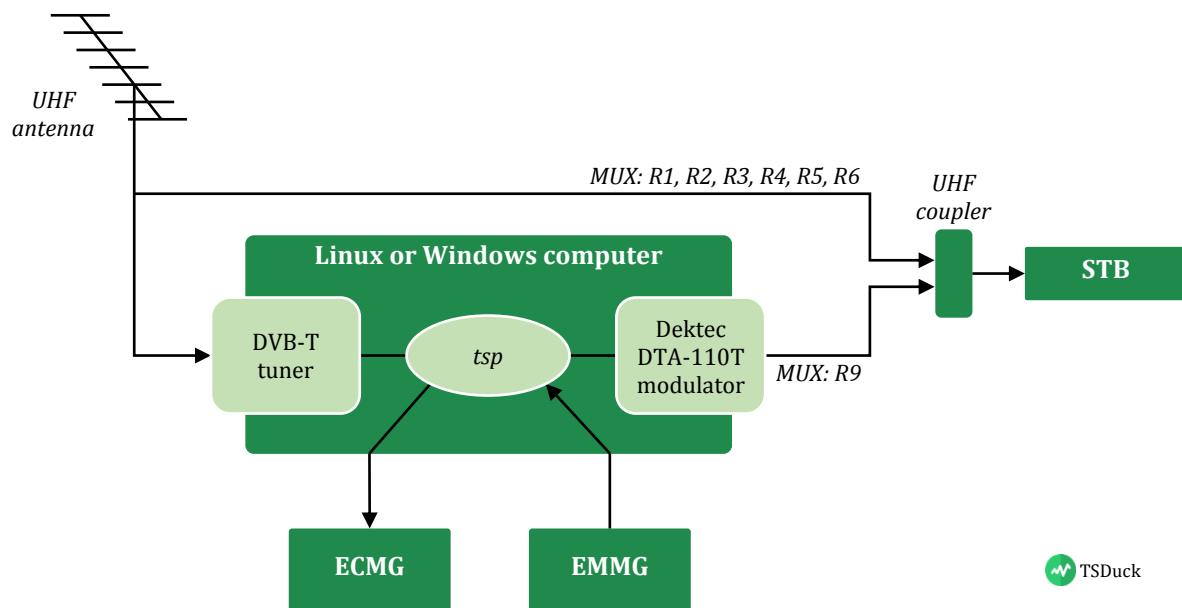 UHF
antenna
MUX: R1, R2, R3, R4, R5, R6
UHF
coupler
Linux or Windows computer
STB
DVB-T
tuner
tsp
Dektec
DTA-110T
modulator
MUX: R9
ECMG
EMMG
TSDuck